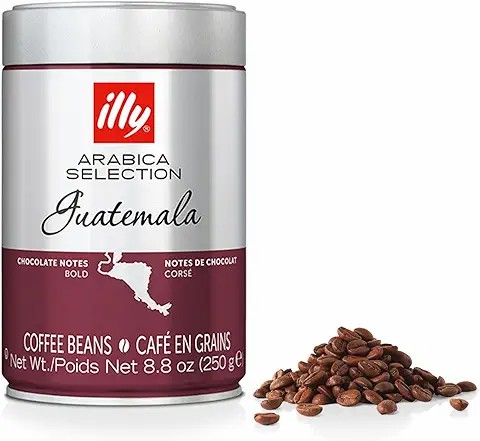 illy®
ARABICA
SELECTION
Guatemala
CHOCOLATE NOTES
BOLD
NOTES DE CHOCOLAT
CORSÉ
COFFEE BEANS CAFÉ EN GRAINS
Net Wt./Poids Net 8.8 oz (250 g℮